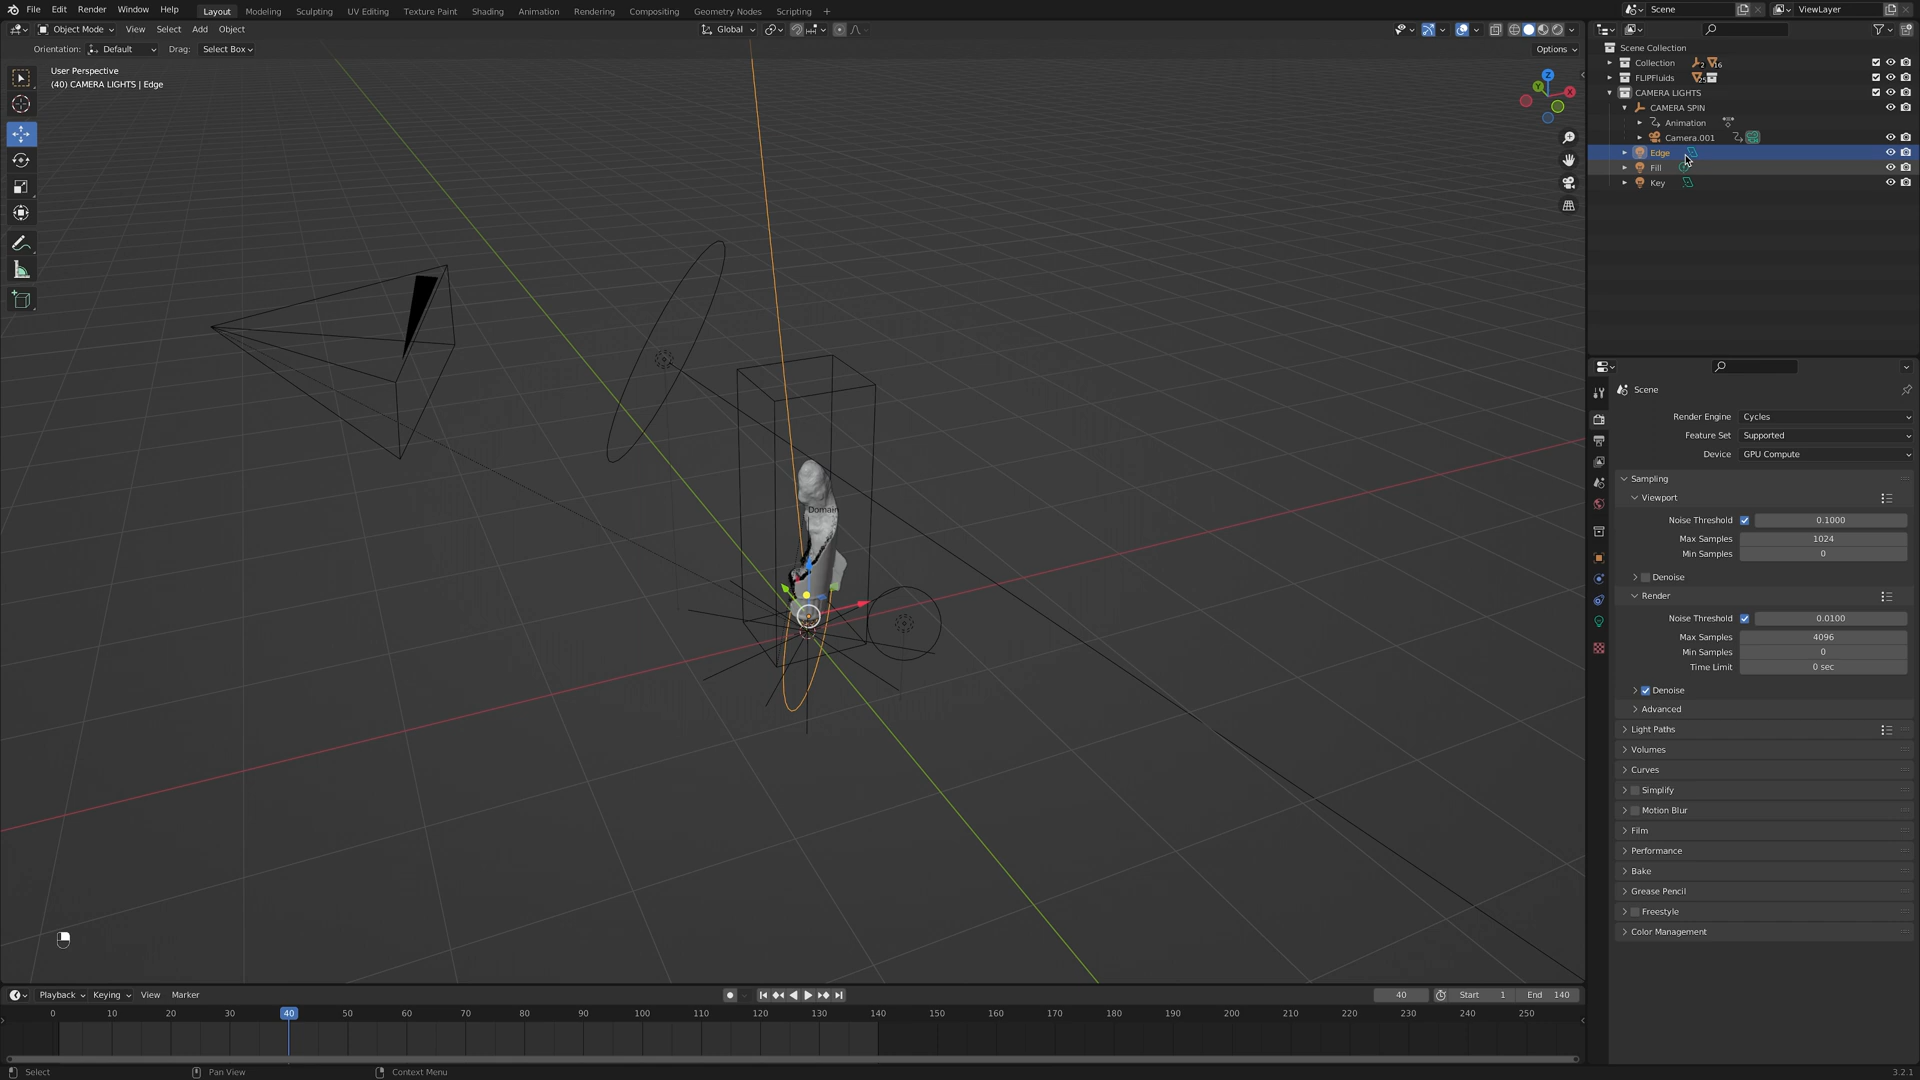 File Edit Render Window Help Layout Modeling Sculpting UV Editing Texture Paint Shading Animation Rendering Compositing Geometry Nodes Scripting + Scene ViewLayer
Object Mode View Select Add Object Global
Orientation: Default Drag: Select Box Options
User Perspective
(40) CAMERA LIGHTS | Edge
Z
Y
X
Domain
Scene Collection
Collection 2 16
FLIPFluids 25
CAMERA LIGHTS
CAMERA SPIN
Animation
Camera.001
Edge
Fill
Key
Scene
Render Engine Cycles
Feature Set Supported
Device GPU Compute
Sampling
Viewport
Noise Threshold 0.1000
Max Samples 1024
Min Samples 0
Denoise
Render
Noise Threshold 0.0100
Max Samples 4096
Min Samples 0
Time Limit 0 sec
Denoise
Advanced
Light Paths
Volumes
Curves
Simplify
Motion Blur
Film
Performance
Bake
Grease Pencil
Freestyle
Color Management
Playback Keying View Marker 40 Start 1 End 140
0 10 20 30 40 50 60 70 80 90 100 110 120 130 140 150 160 170 180 190 200 210 220 230 240 250
Select Pan View Context Menu 3.2.1